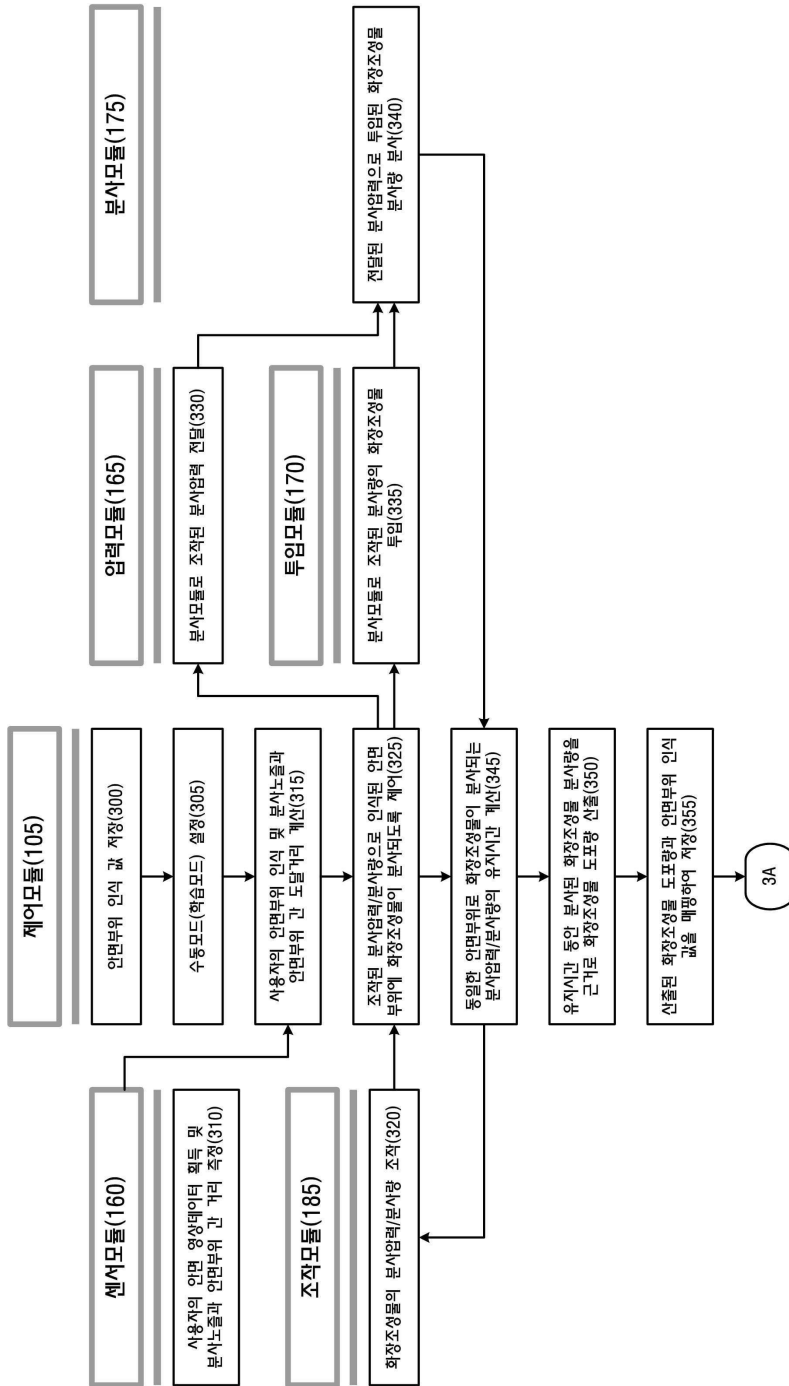 제어모듈(105)
안면부위 인식 값 저장(300)
수동모드(학습모드) 설정(305)
사용자의 안면부위 인식 및 분사노즐과
안면부위 간 도달거리 계산(315)
조작된 분사압력/분사량으로 인식된 안면
부위에 화장조성물이 분사되도록 제어(325)
동일한 안면부위로 화장조성물이 분사되는
분사압력/분사량의 유지시간 계산(345)
유지시간 동안 분사된 화장조성물 분사량을
근거로 화장조성물 도포량 산출(350)
산출된 화장조성물 도포량과 안면부위 인식
값을 매핑하여 저장(355)
3A
센서모듈(160)
사용자의 안면 영상데이터 획득 및
분사노즐과 안면부위 간 거리 측정(310)
조작모듈(185)
화장조성물의 분사압력/분사량 조작(320)
압력모듈(165)
분사모듈로 조작된 분사압력 전달(330)
투입모듈(170)
분사모듈로 조작된 분사량의 화장조성물
투입(335)
분사모듈(175)
전달된 분사압력으로 투입된 화장조성물
분사량 분사(340)